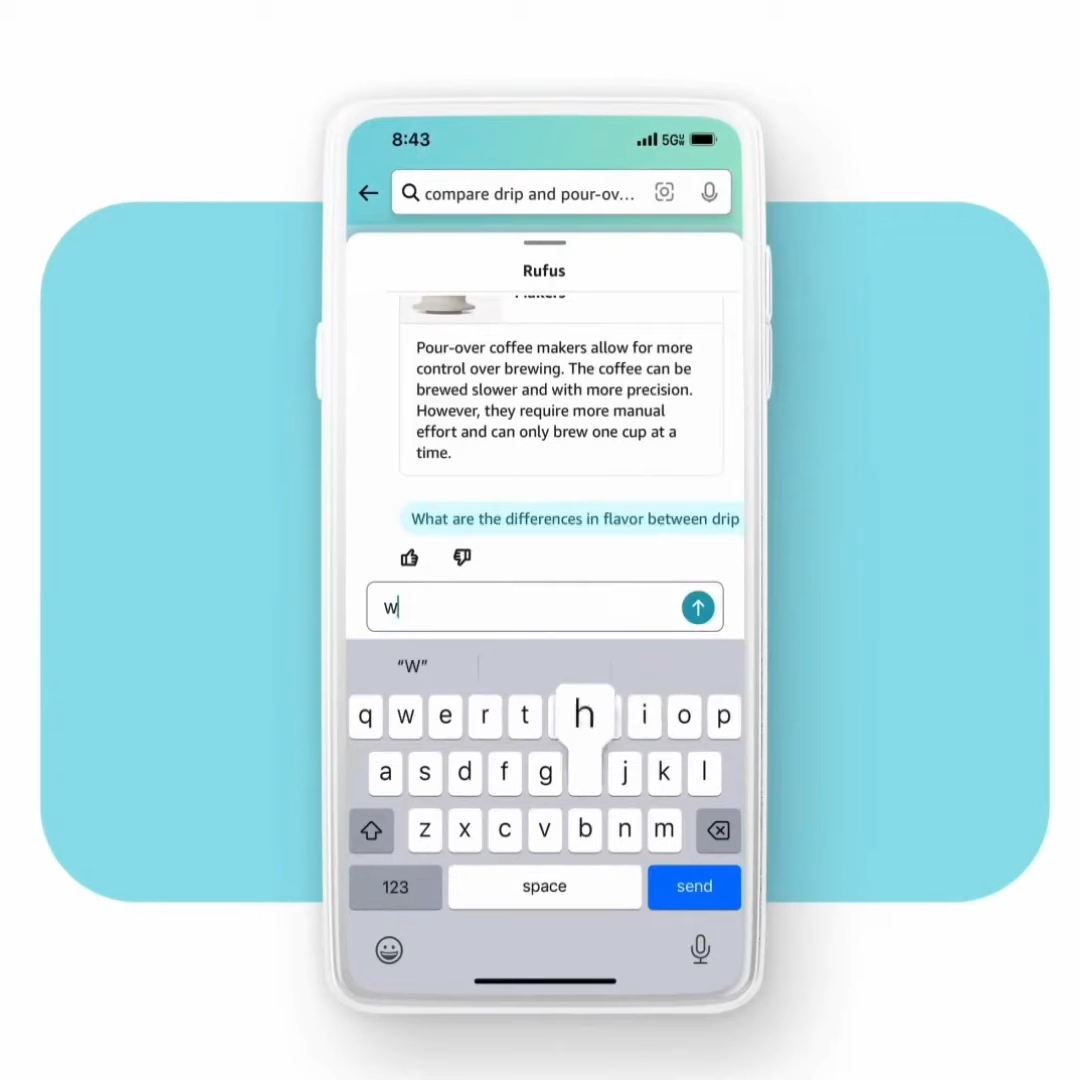 8:43
5GUW
compare drip and pour-ov...
Rufus
Makers
Pour-over coffee makers allow for more
control over brewing. The coffee can be
brewed slower and with more precision.
However, they require more manual
effort and can only brew one cup at a
time.
What are the differences in flavor between drip
w
"W"
q w e r t h i o p
a s d f g j k l
z x c v b n m
123 space send